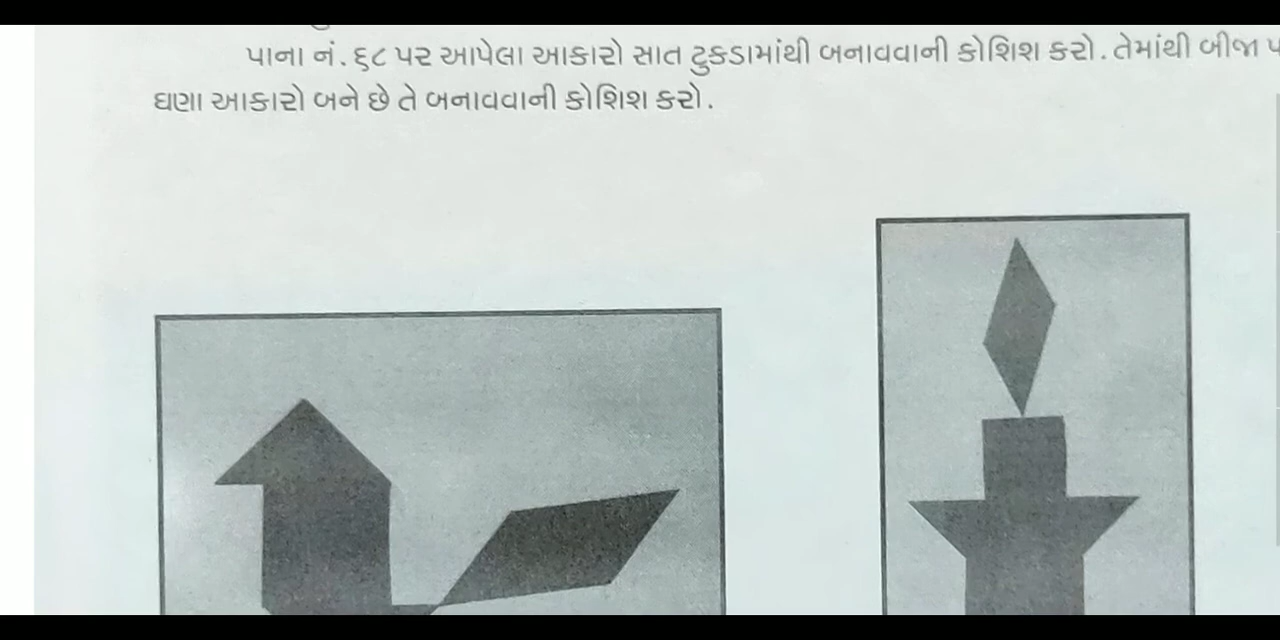 પાના નં. ૬૮ પર આપેલા આકારો સાત ટુકડામાંથી બનાવવાની કોશિશ કરો. તેમાંથી બીજા
ઘણા આકારો બને છે તે બનાવવાની કોશિશ કરો.